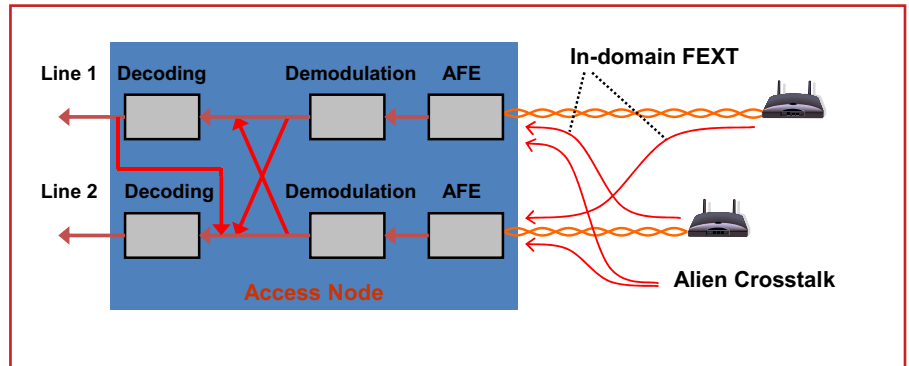 In-domain FEXT
Line 1 Decoding Demodulation AFE
Line 2 Decoding Demodulation AFE
Alien Crosstalk
Access Node